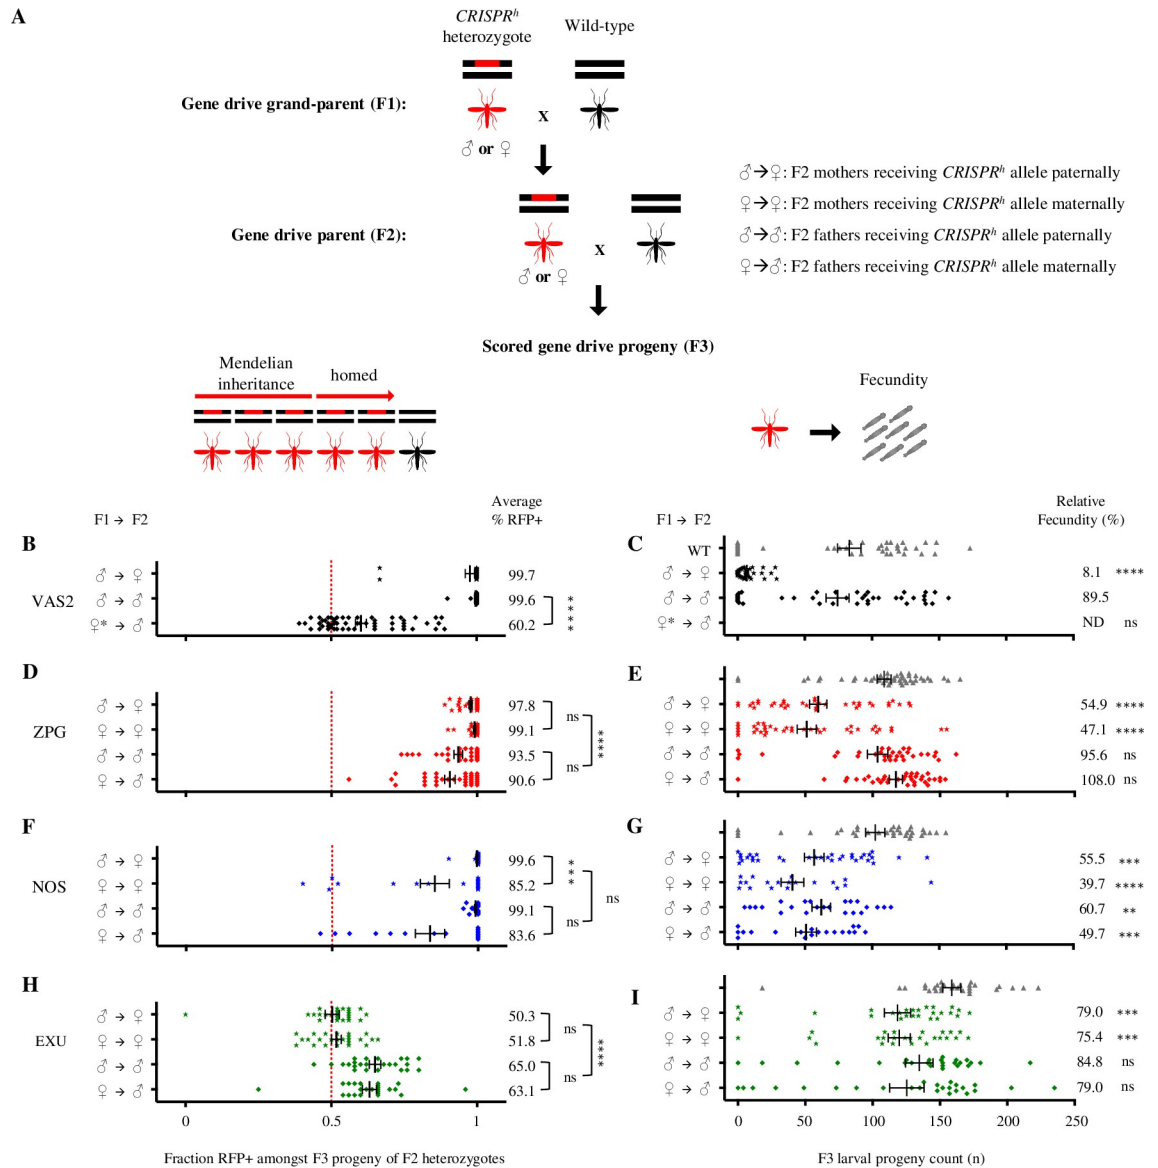 A
CRISPRʰ
heterozygote
Wild-type
Gene drive grand-parent (F1):
X
♂ or ♀
♂→♀: F2 mothers receiving CRISPRʰ allele paternally
♀→♀: F2 mothers receiving CRISPRʰ allele maternally
♂→♂: F2 fathers receiving CRISPRʰ allele paternally
♀→♂: F2 fathers receiving CRISPRʰ allele maternally
Gene drive parent (F2):
X
♂ or ♀
Scored gene drive progeny (F3)
Mendelian
inheritance
homed
Fecundity
F1 → F2
Average
% RFP+
B
VAS2
♂ → ♀ 99.7
♂ → ♂ 99.6
♀* → ♂ 60.2
****
F1 → F2
Relative
Fecundity (%)
C
WT
♂ → ♀ 8.1 ****
♂ → ♂ 89.5
♀* → ♂ ND ns
D
ZPG
♂ → ♀ 97.8
♀ → ♀ 99.1
♂ → ♂ 93.5
♀ → ♂ 90.6
ns
ns
****
E
♂ → ♀ 54.9 ****
♀ → ♀ 47.1 ****
♂ → ♂ 95.6 ns
♀ → ♂ 108.0 ns
F
NOS
♂ → ♀ 99.6
♀ → ♀ 85.2
♂ → ♂ 99.1
♀ → ♂ 83.6
***
ns
ns
G
♂ → ♀ 55.5 ***
♀ → ♀ 39.7 ****
♂ → ♂ 60.7 **
♀ → ♂ 49.7 ***
H
EXU
♂ → ♀ 50.3
♀ → ♀ 51.8
♂ → ♂ 65.0
♀ → ♂ 63.1
ns
ns
****
0 0.5 1
Fraction RFP+ amongst F3 progeny of F2 heterozygotes
I
♂ → ♀ 79.0 ***
♀ → ♀ 75.4 ***
♂ → ♂ 84.8 ns
♀ → ♂ 79.0 ns
0 50 100 150 200 250
F3 larval progeny count (n)